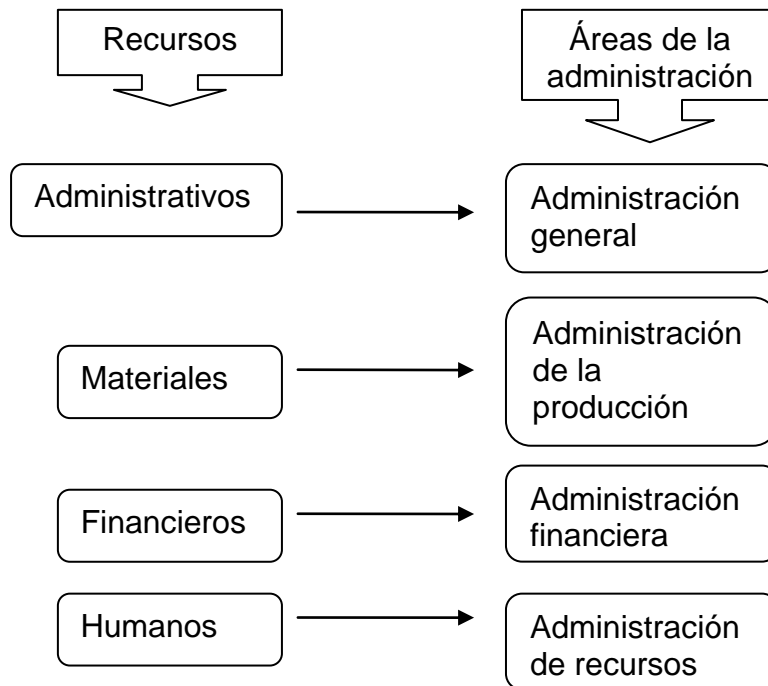 Recursos
Áreas de la
administración
Administrativos
Administración
general
Materiales
Administración
de la
producción
Financieros
Administración
financiera
Humanos
Administración
de recursos